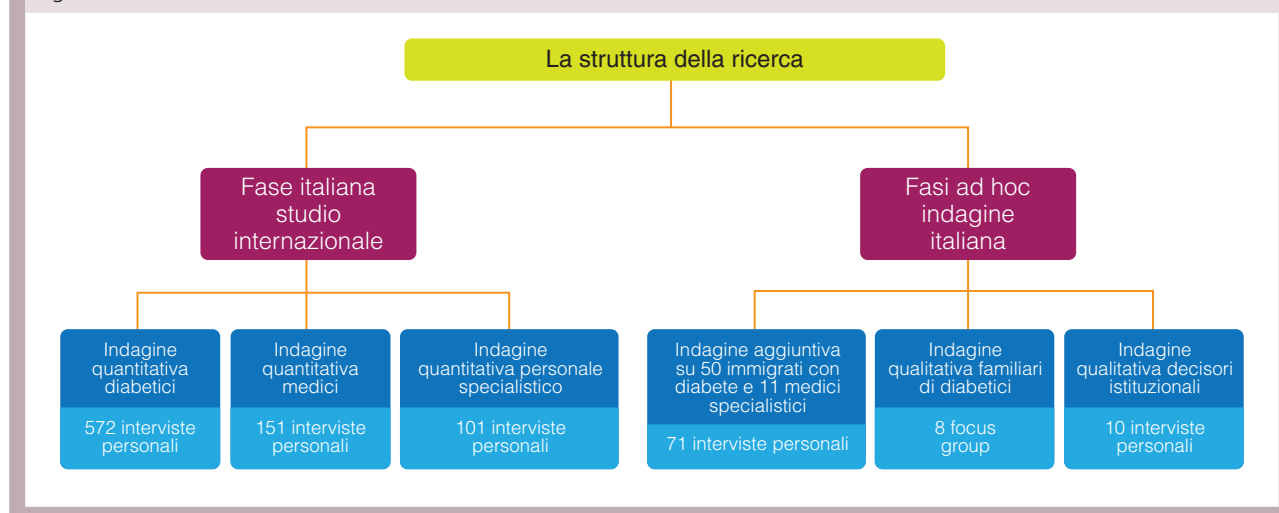 La struttura della ricerca
Fase italiana
studio
internazionale
Fasi ad hoc
indagine
italiana
Indagine
quantitativa
diabetici
572 interviste
personali
Indagine
quantitativa
medici
151 interviste
personali
Indagine
quantitativa personale
specialistico
101 interviste
personali
Indagine aggiuntiva
su 50 immigrati con
diabete e 11 medici
specialistici
71 interviste personali
Indagine
qualitativa familiari
di diabetici
8 focus
group
Indagine
qualitativa decisori
istituzionali
10 interviste
personali